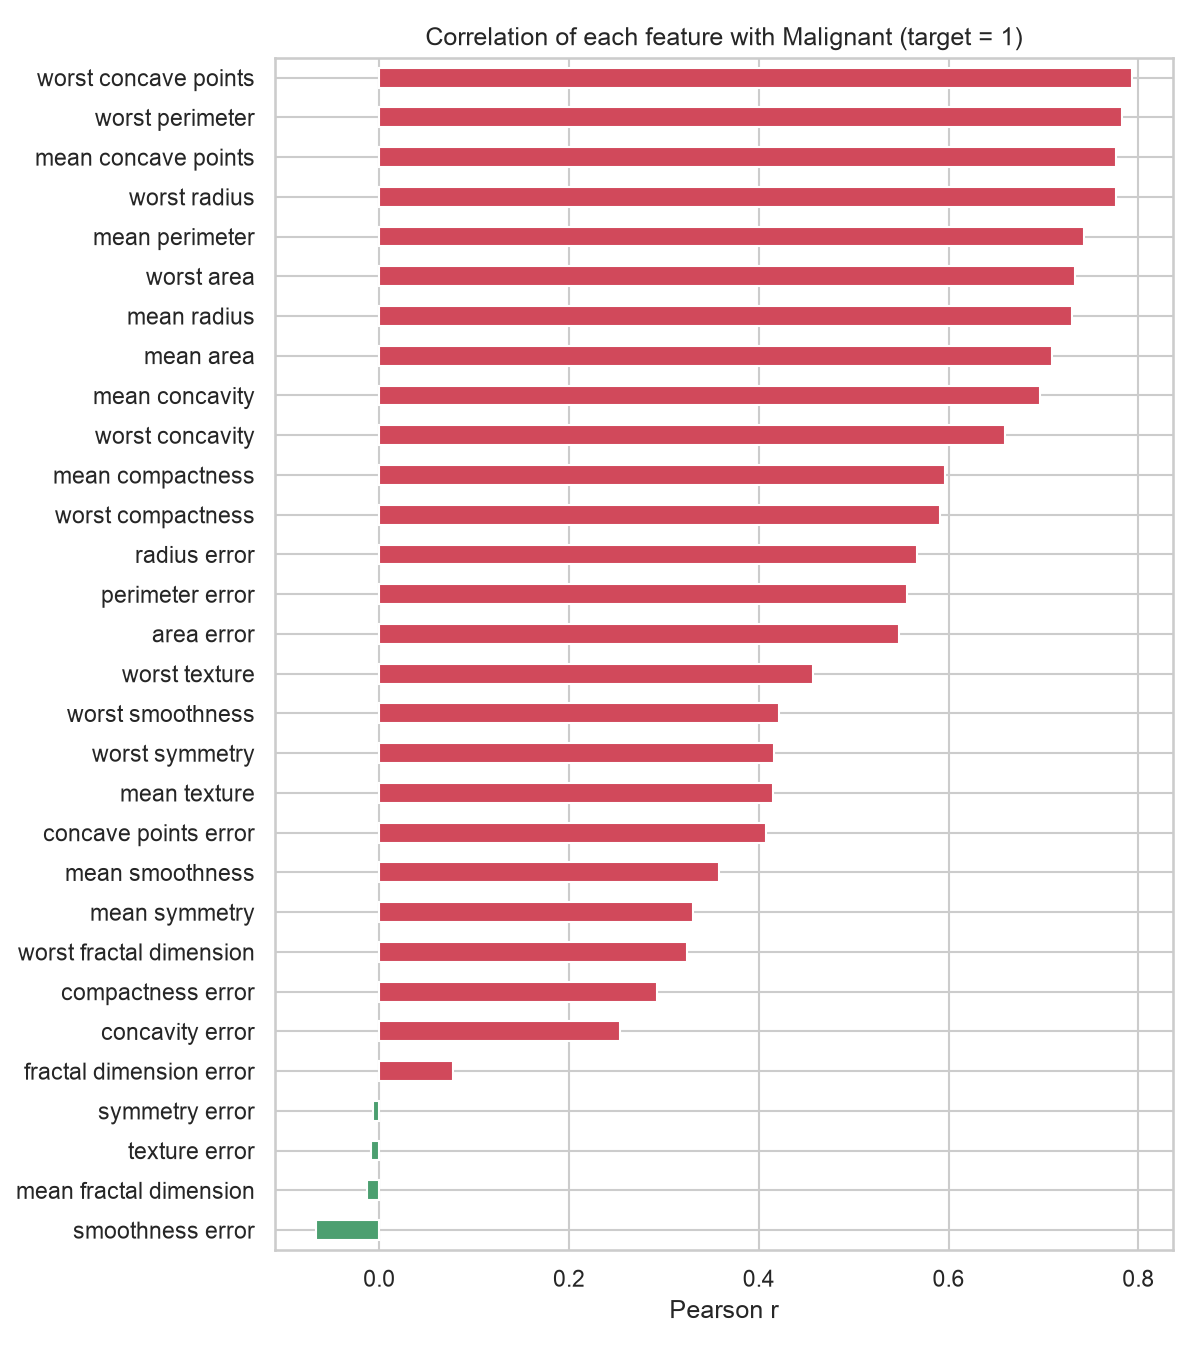 Correlation of each feature with Malignant (target = 1)
worst concave points
worst perimeter
mean concave points
worst radius
mean perimeter
worst area
mean radius
mean area
mean concavity
worst concavity
mean compactness
worst compactness
radius error
perimeter error
area error
worst texture
worst smoothness
worst symmetry
mean texture
concave points error
mean smoothness
mean symmetry
worst fractal dimension
compactness error
concavity error
fractal dimension error
symmetry error
texture error
mean fractal dimension
smoothness error
0.0 0.2 0.4 0.6 0.8
Pearson r